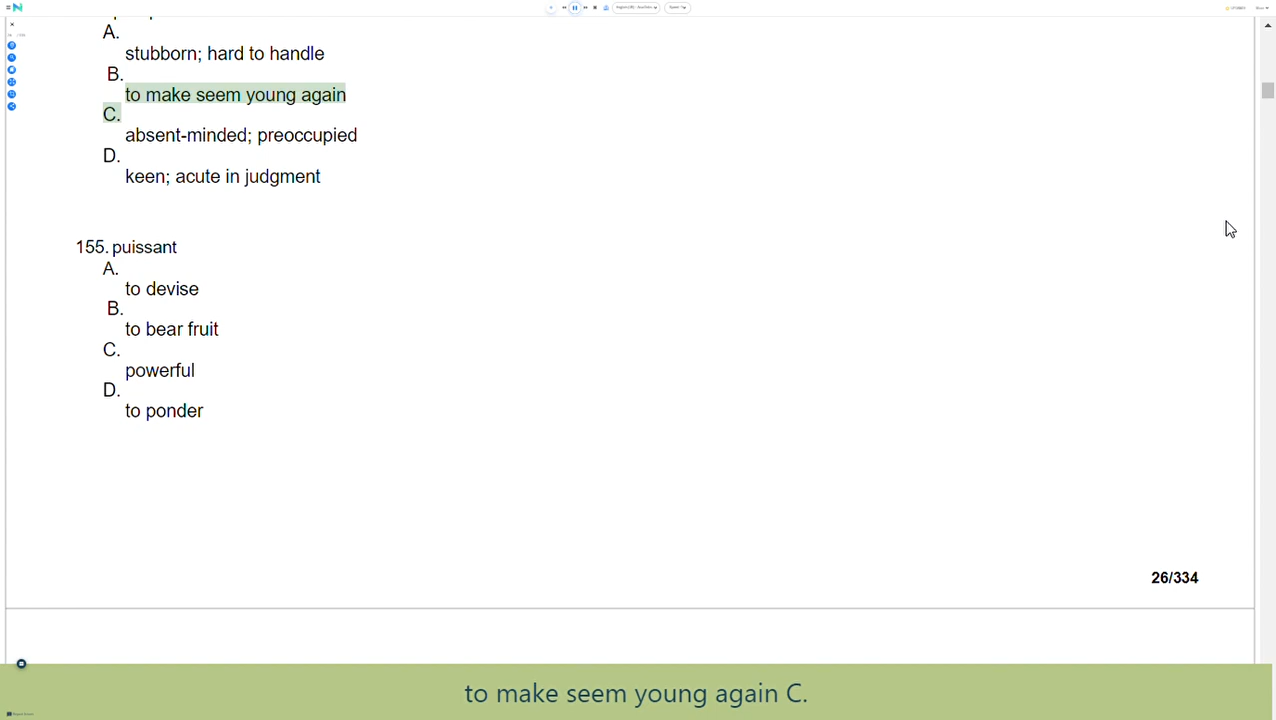 A.
stubborn; hard to handle
B.
to make seem young again
C.
absent-minded; preoccupied
D.
keen; acute in judgment
155. puissant
A.
to devise
B.
to bear fruit
C.
powerful
D.
to ponder
26/334
to make seem young again C.